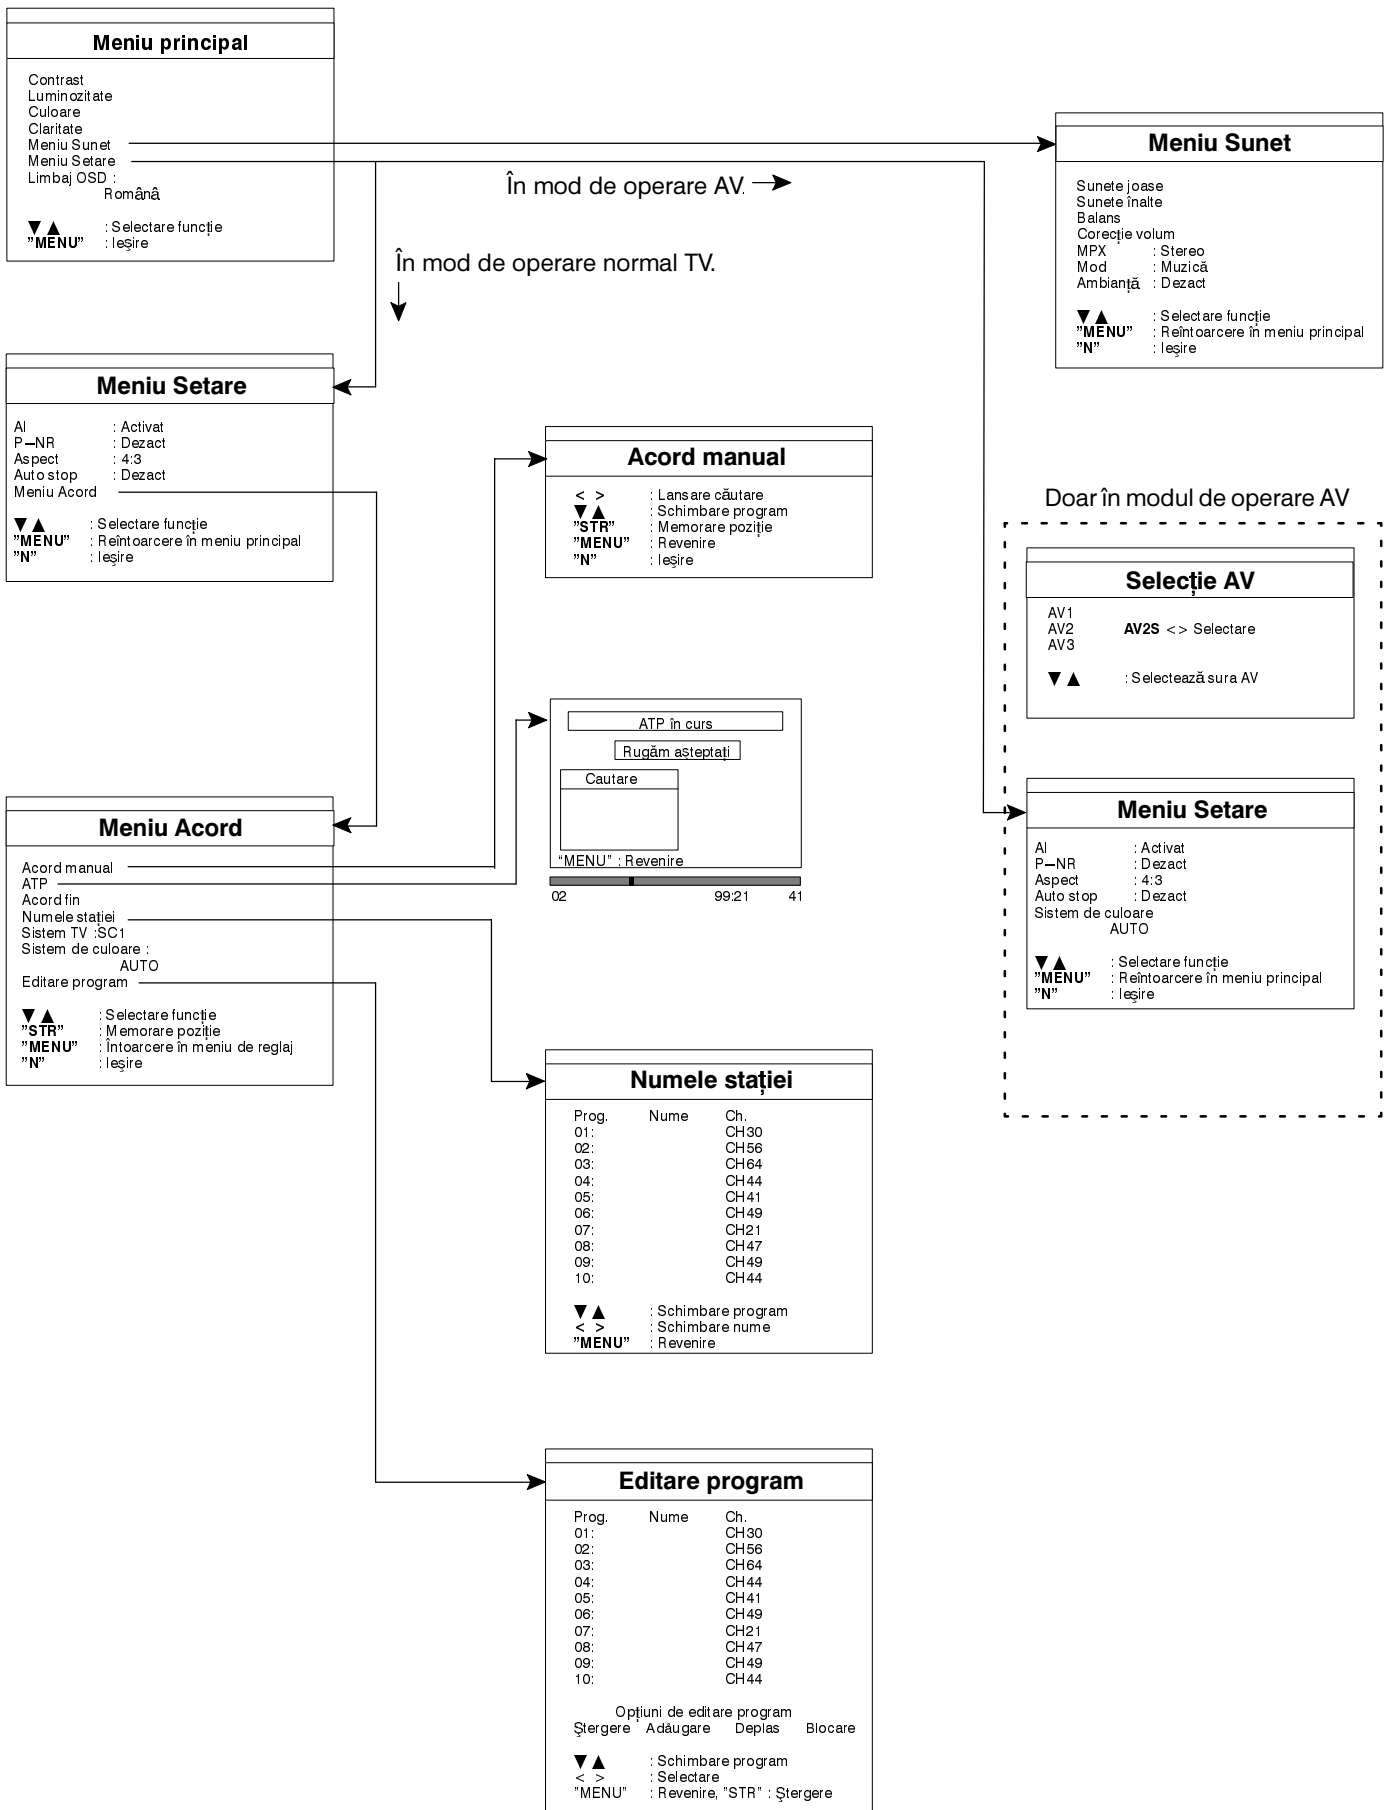 Meniu principal
Contrast
Luminozitate
Culoare
Claritate
Meniu Sunet
Meniu Setare
Limbaj OSD :
Română
▼ ▲ : Selectare funcţie
”MENU” : Ieşire
În mod de operare AV. →
În mod de operare normal TV.
Meniu Sunet
Sunete joase
Sunete înalte
Balans
Corecţie volum
MPX : Stereo
Mod : Muzică
Ambianţă : Dezact
▼ ▲ : Selectare funcţie
”MENU” : Reîntoarcere în meniu principal
”N” : Ieşire
Meniu Setare
AI : Activat
P–NR : Dezact
Aspect : 4:3
Auto stop : Dezact
Meniu Acord
▼ ▲ : Selectare funcţie
”MENU” : Reîntoarcere în meniu principal
”N” : Ieşire
Acord manual
< > : Lansare căutare
▼ ▲ : Schimbare program
”STR” : Memorare poziţie
”MENU” : Revenire
”N” : Ieşire
Doar în modul de operare AV
Selecţie AV
AV1
AV2 AV2S < > Selectare
AV3
▼ ▲ : Selectează sura AV
ATP în curs
Rugăm aşteptaţi
Cautare
“MENU” : Revenire
02 99:21 41
Meniu Setare
AI : Activat
P–NR : Dezact
Aspect : 4:3
Auto stop : Dezact
Sistem de culoare
AUTO
▼ ▲ : Selectare funcţie
”MENU” : Reîntoarcere în meniu principal
”N” : Ieşire
Meniu Acord
Acord manual
ATP
Acord fin
Numele staţiei
Sistem TV :SC1
Sistem de culoare :
AUTO
Editare program
▼ ▲ : Selectare funcţie
”STR” : Memorare poziţie
”MENU” : Întoarcere în meniu de reglaj
”N” : Ieşire
Numele staţiei
Prog. Nume Ch.
01: CH30
02: CH56
03: CH64
04: CH44
05: CH41
06: CH49
07: CH21
08: CH47
09: CH49
10: CH44
▼ ▲ : Schimbare program
< > : Schimbare nume
”MENU” : Revenire
Editare program
Prog. Nume Ch.
01: CH30
02: CH56
03: CH64
04: CH44
05: CH41
06: CH49
07: CH21
08: CH47
09: CH49
10: CH44
Opţiuni de editare program
Ştergere Adăugare Deplas Blocare
▼ ▲ : Schimbare program
< > : Selectare
”MENU” : Revenire, ”STR” : Ştergere